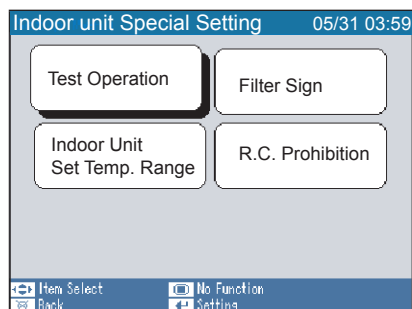 Indoor unit Special Setting 05/31 03:59
Test Operation
Filter Sign
Indoor Unit
Set Temp. Range
R.C. Prohibition
Item Select No Function
Back Setting